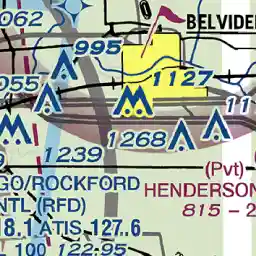 062
BELVIDE
995
1127
055
11
1268
1239
(Pvt)
GO/ROCKFORD
HENDERSON
NTL (RFD)
815 – 2
8.1 ATIS 127.6
100 122.95